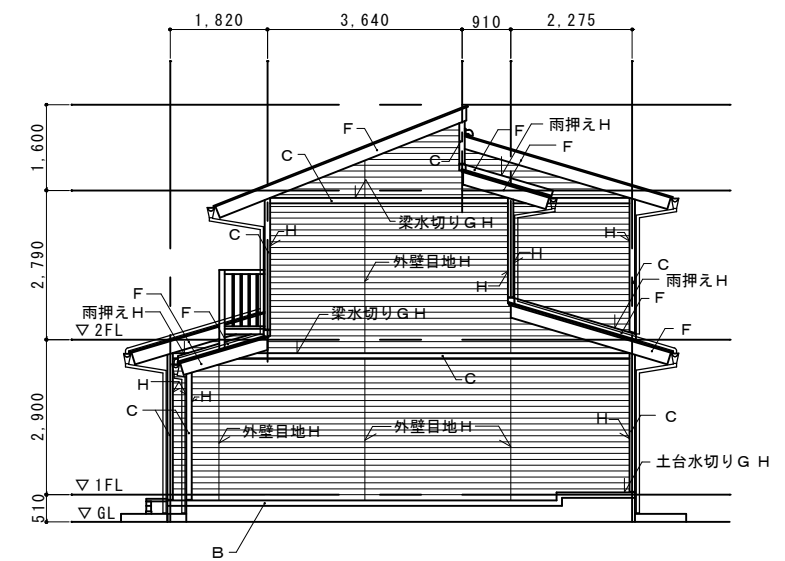 1,820
3,640
910
2,275
1,600
2,790
2,900
510
F
F
雨押えH
F
C
C
梁水切りGH
H
C
H
H
外壁目地H
H
C
雨押えH
F
F
F
雨押えH
F
▽2FL
梁水切りGH
F
H
H
C
C
C
H
外壁目地H
外壁目地H
土台水切りG H
▽1FL
▽GL
B